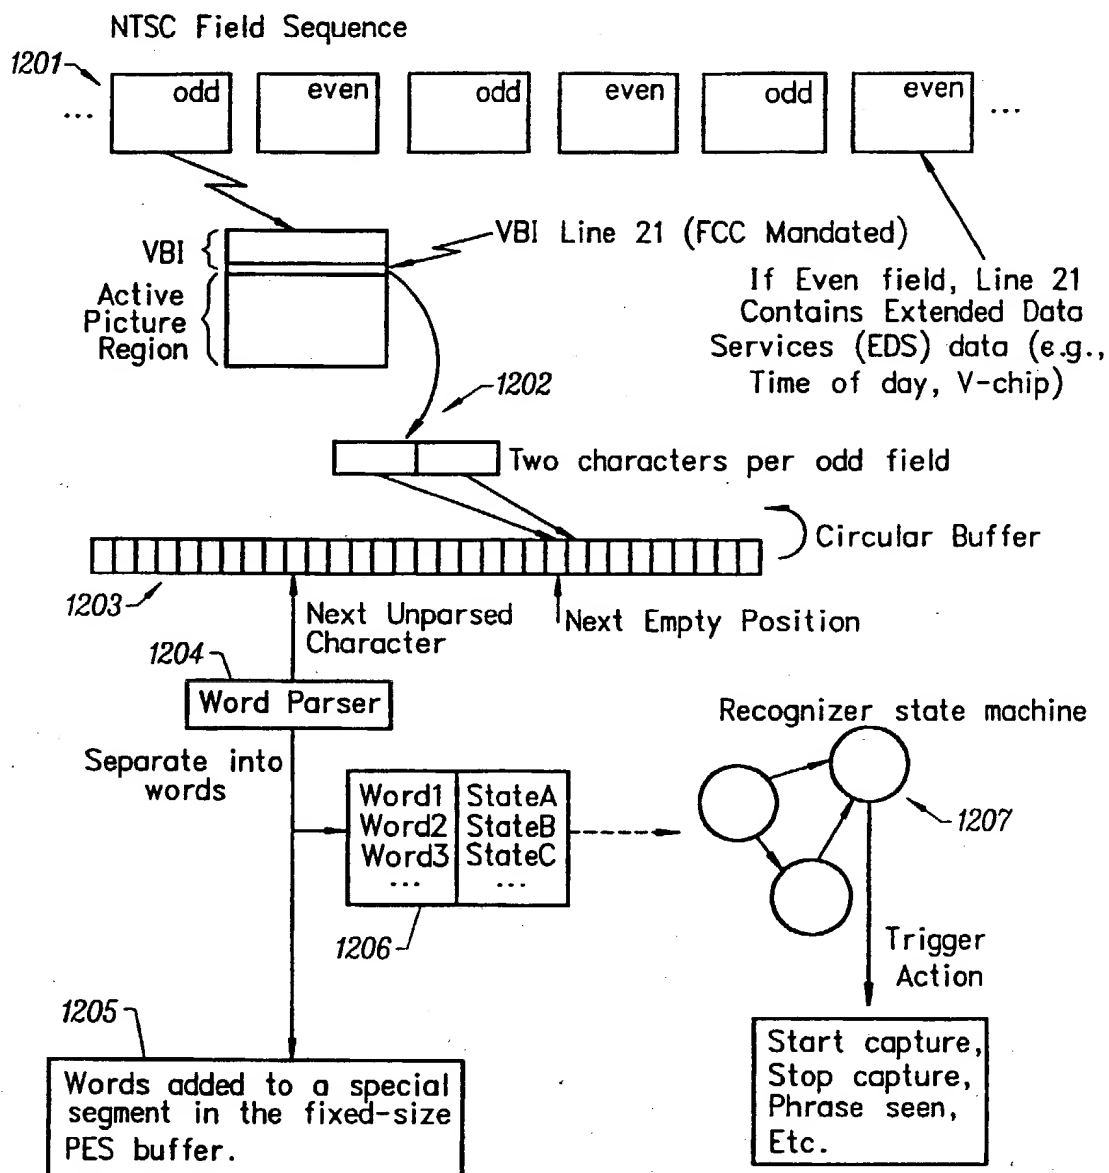 NTSC Field Sequence
1201
... odd even odd even odd even ...
VBI
VBI Line 21 (FCC Mandated)
Active
Picture
Region
If Even field, Line 21
Contains Extended Data
Services (EDS) data (e.g.,
Time of day, V-chip)
1202
Two characters per odd field
Circular Buffer
1203
Next Unparsed
Character
Next Empty Position
1204
Word Parser
Separate into
words
Recognizer state machine
Word1 StateA
Word2 StateB
Word3 StateC
... ...
1206
1207
Trigger
Action
1205
Words added to a special
segment in the fixed-size
PES buffer.
Start capture,
Stop capture,
Phrase seen,
Etc.